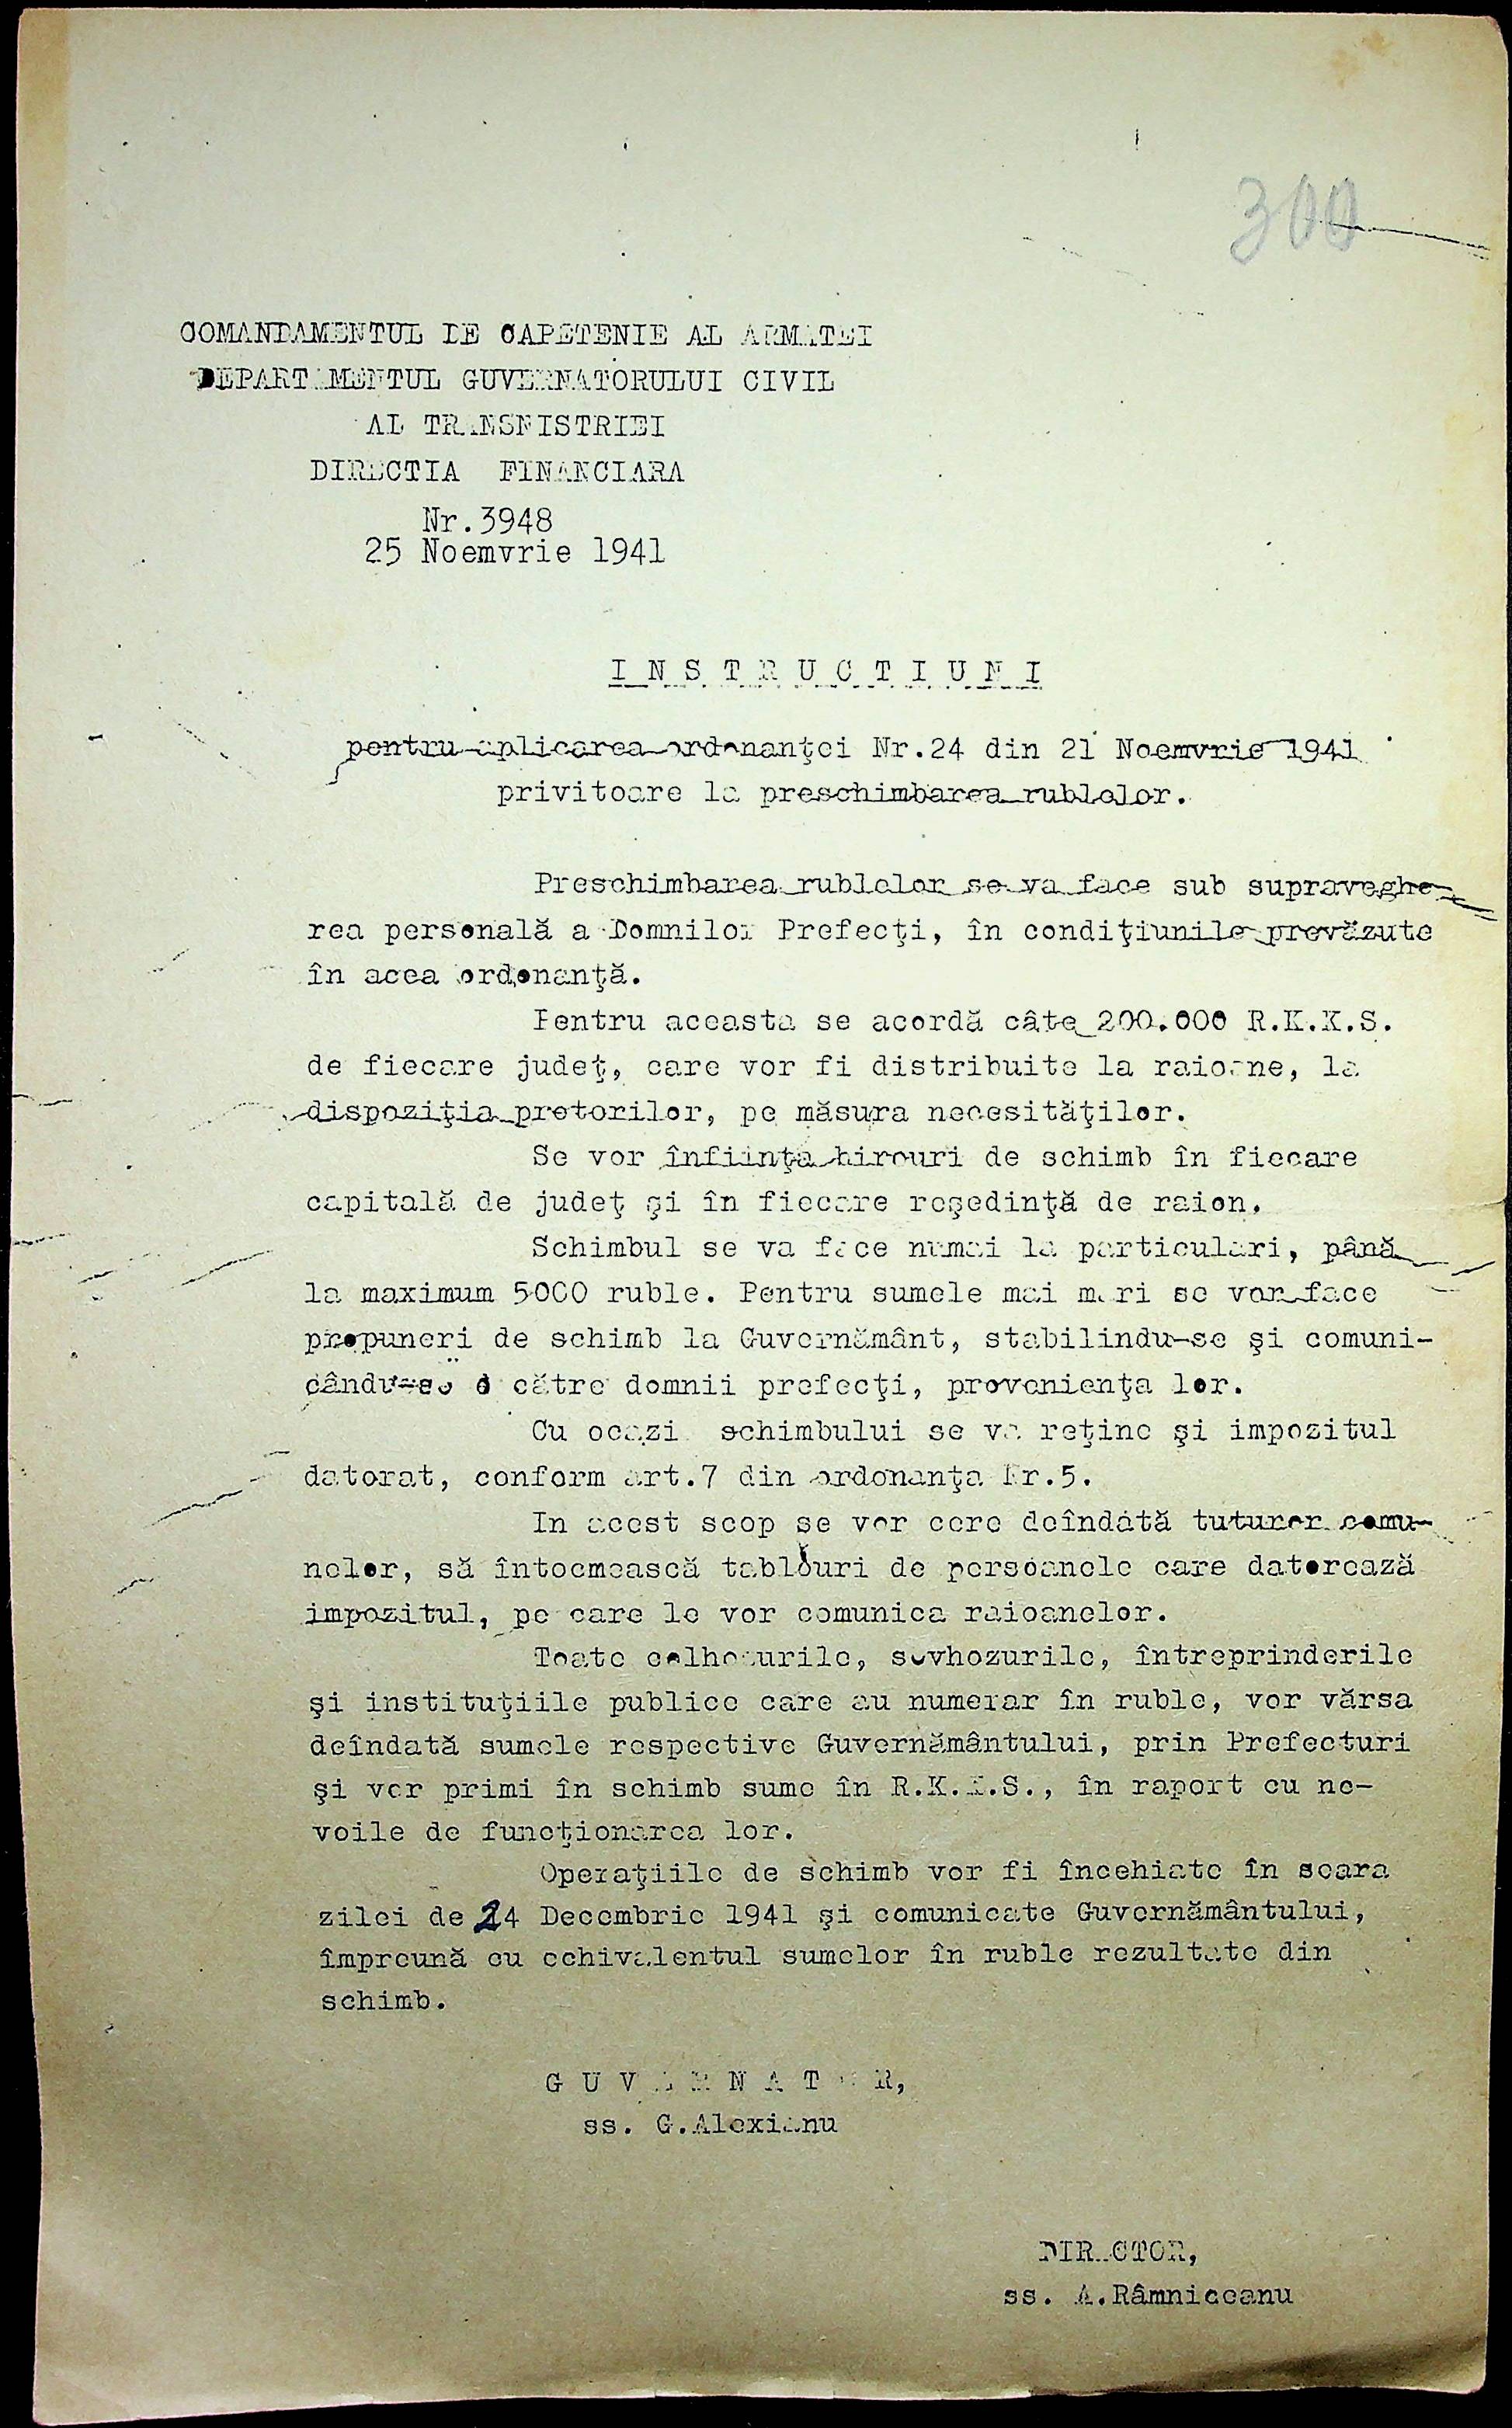 300
COMANDAMENTUL DE CAPETENIE AL ARMATEI
DEPARTAMENTUL GUVERNATORULUI CIVIL
AL TRANSNISTRIEI
DIRECTIA FINANCIARA
Nr.3948
25 Noemvrie 1941
I N S T R U C T I U N I
pentru aplicarea ordonanţei Nr.24 din 21 Noemvrie 1941
privitoare la preschimbarea rublelor.
Preschimbarea rublelor se va face sub supraveghe-
rea personală a Domnilor Prefecţi, în condiţiunile prevăzute
în acea ordonanţă.
Pentru aceasta se acordă câte 200.000 R.K.K.S.
de fiecare judeţ, care vor fi distribuite la raioane, la
dispoziţia pretorilor, pe măsura necesităţilor.
Se vor înfiinţa birouri de schimb în fiecare
capitală de judeţ şi în fiecare reşedinţă de raion.
Schimbul se va face numai la particulari, până
la maximum 5000 ruble. Pentru sumele mai mari se vor face
propuneri de schimb la Guvernământ, stabilindu-se şi comuni-
cându-se d către domnii prefecţi, provenienţa lor.
Cu ocazi schimbului se va reţine şi impozitul
datorat, conform art.7 din ordonanţa Nr.5.
In acest scop se vor cere deîndată tuturor comu-
nelor, să întocmească tablouri de persoanele care datorează
impozitul, pe care le vor comunica raioanelor.
Toate colhozurile, sovhozurile, întreprinderile
şi instituţiile publice care au numerar în ruble, vor vărsa
deîndată sumele respective Guvernământului, prin Prefecturi
şi vor primi în schimb sume în R.K.K.S., în raport cu ne-
voile de funcţionarea lor.
Operaţiile de schimb vor fi încehiate în seara
zilei de 24 Decembrie 1941 şi comunicate Guvernământului,
împreună cu echivalentul sumelor în ruble rezultate din
schimb.
G U V E R N A T O R,
ss. G.Alexianu
DIRECTOR,
ss. A.Râmniceanu